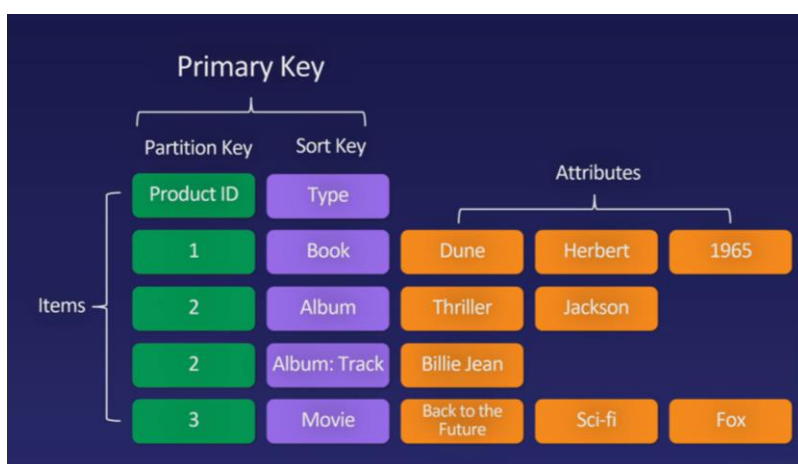 Primary Key
Partition Key
Sort Key
Attributes
Product ID
Type
1
Book
Dune
Herbert
1965
Items
2
Album
Thriller
Jackson
2
Album: Track
Billie Jean
3
Movie
Back to the
Future
Sci-fi
Fox